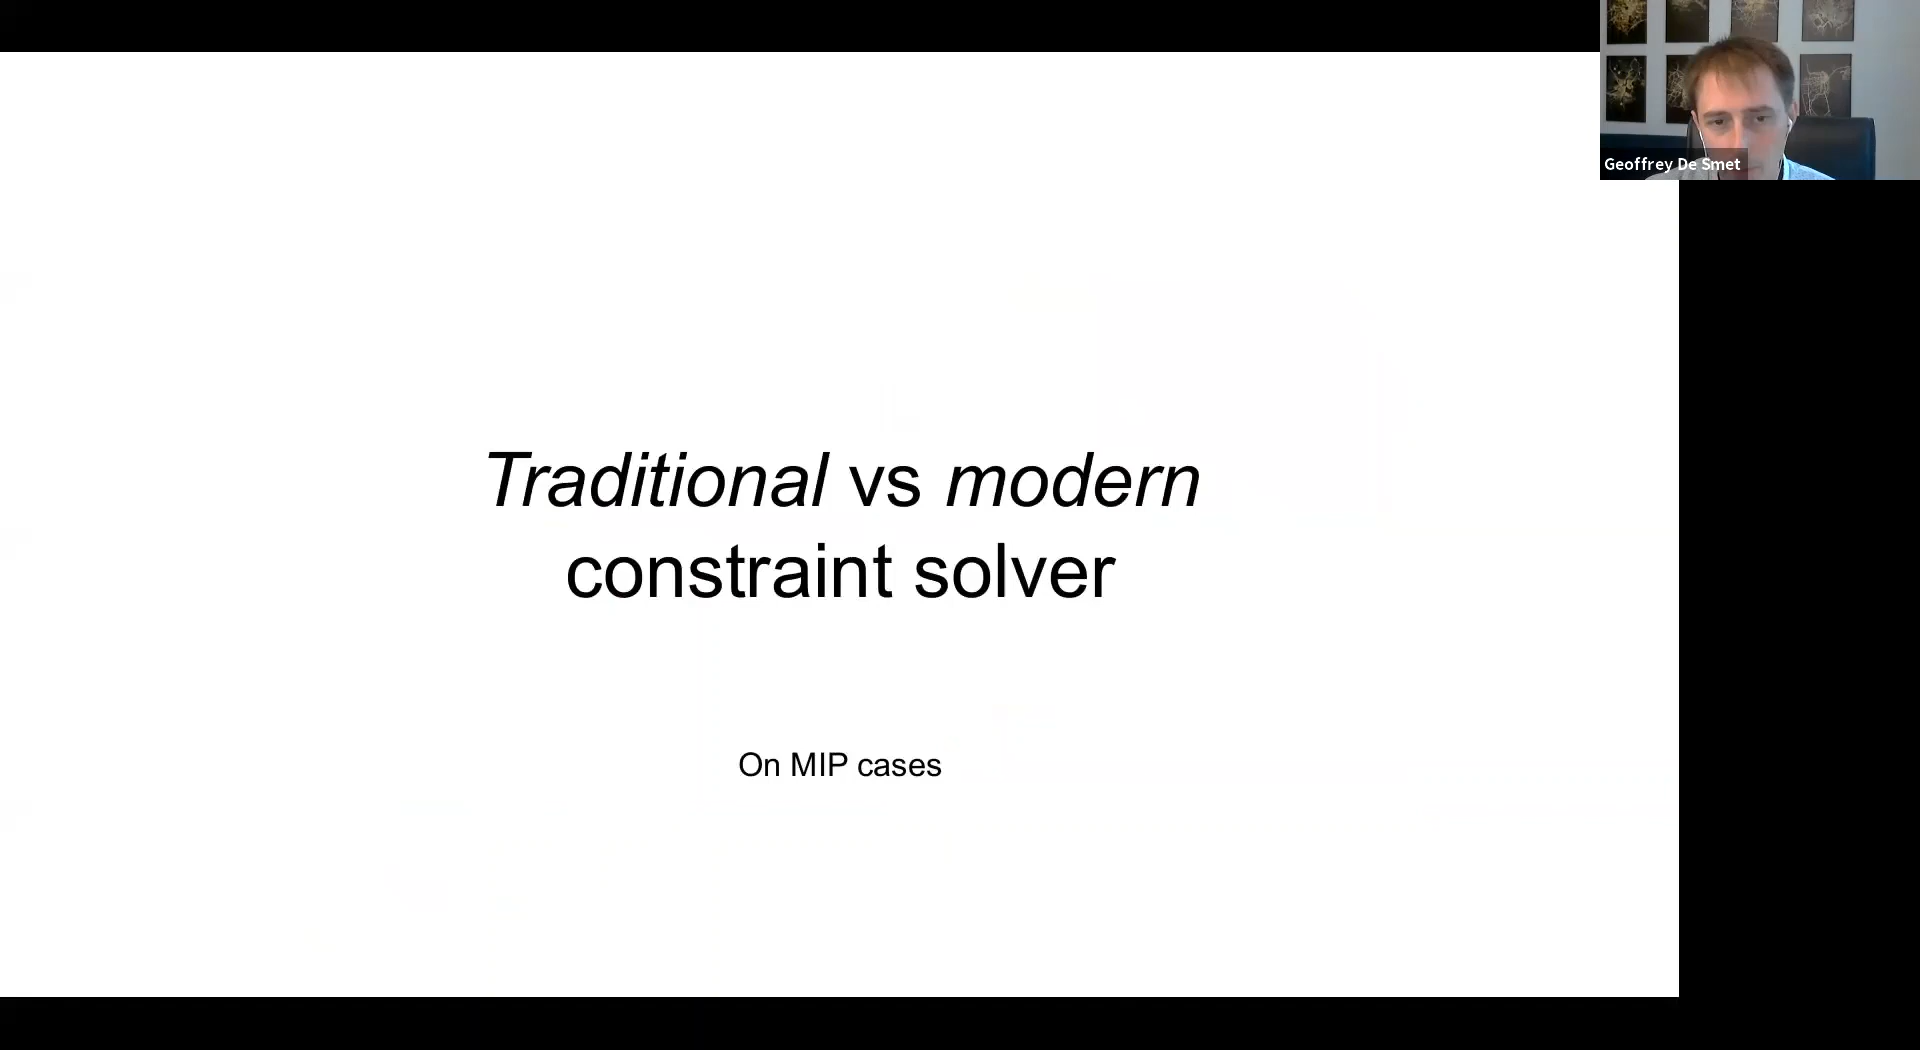 Geoffrey De Smet
Traditional vs modern
constraint solver
On MIP cases